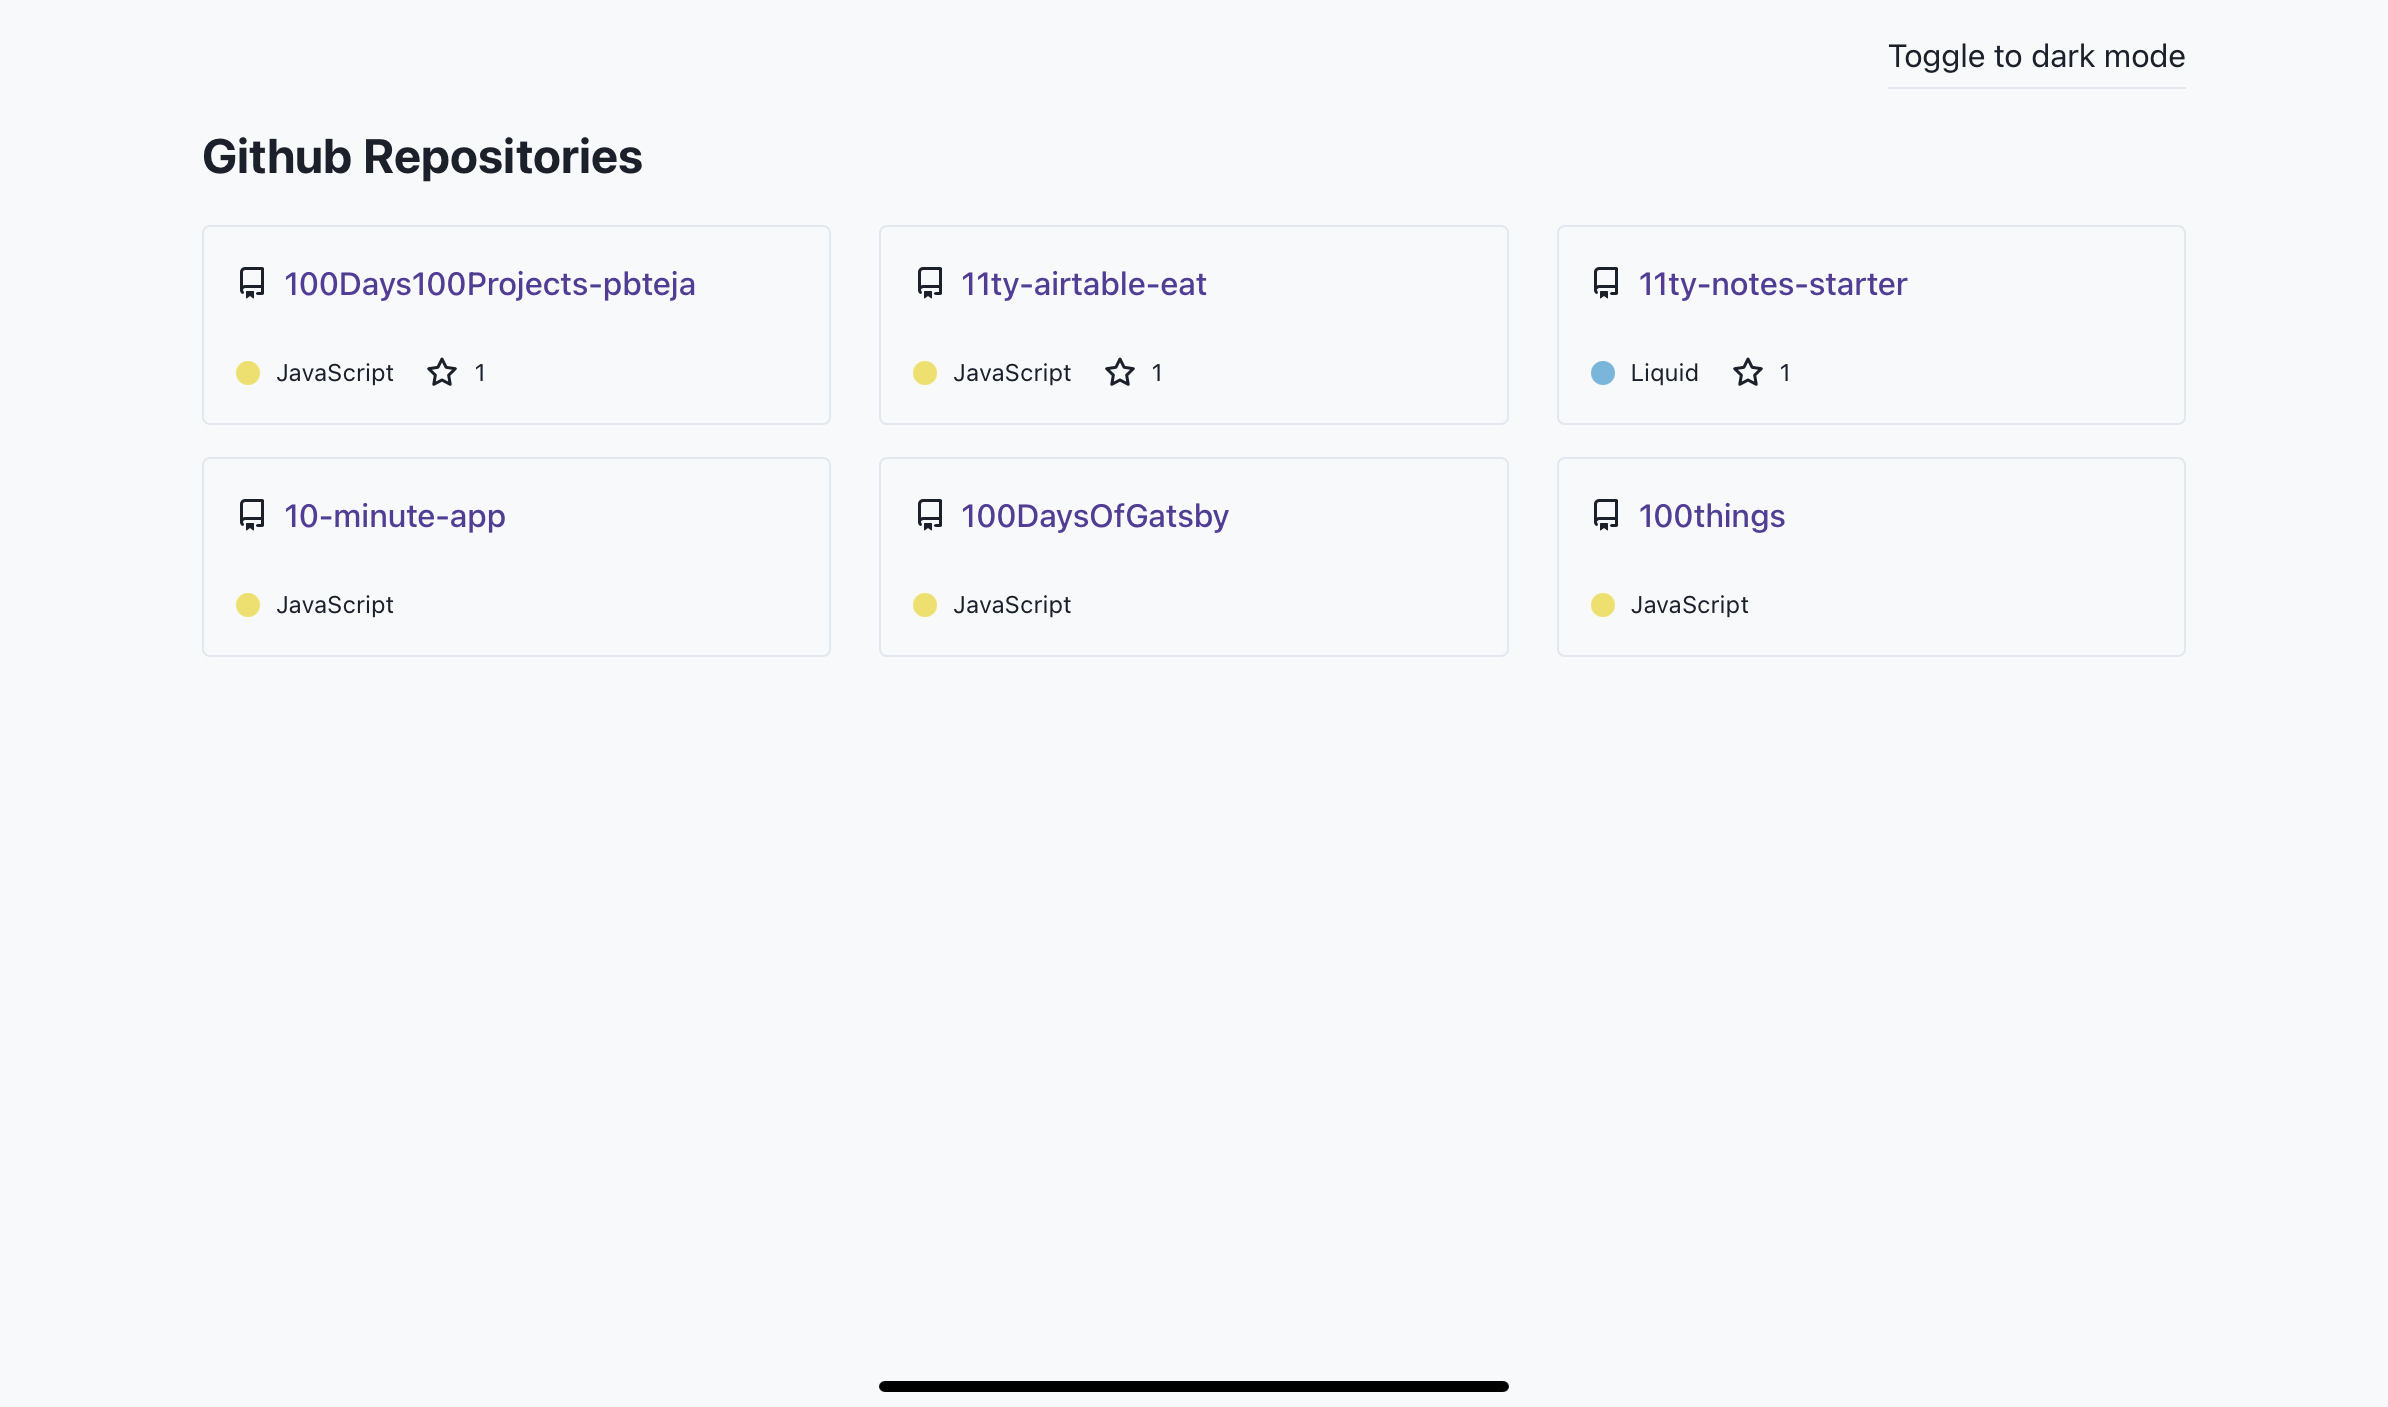 Toggle to dark mode
Github Repositories
100Days100Projects-pbteja
JavaScript 1
11ty-airtable-eat
JavaScript 1
11ty-notes-starter
Liquid 1
10-minute-app
JavaScript
100DaysOfGatsby
JavaScript
100things
JavaScript